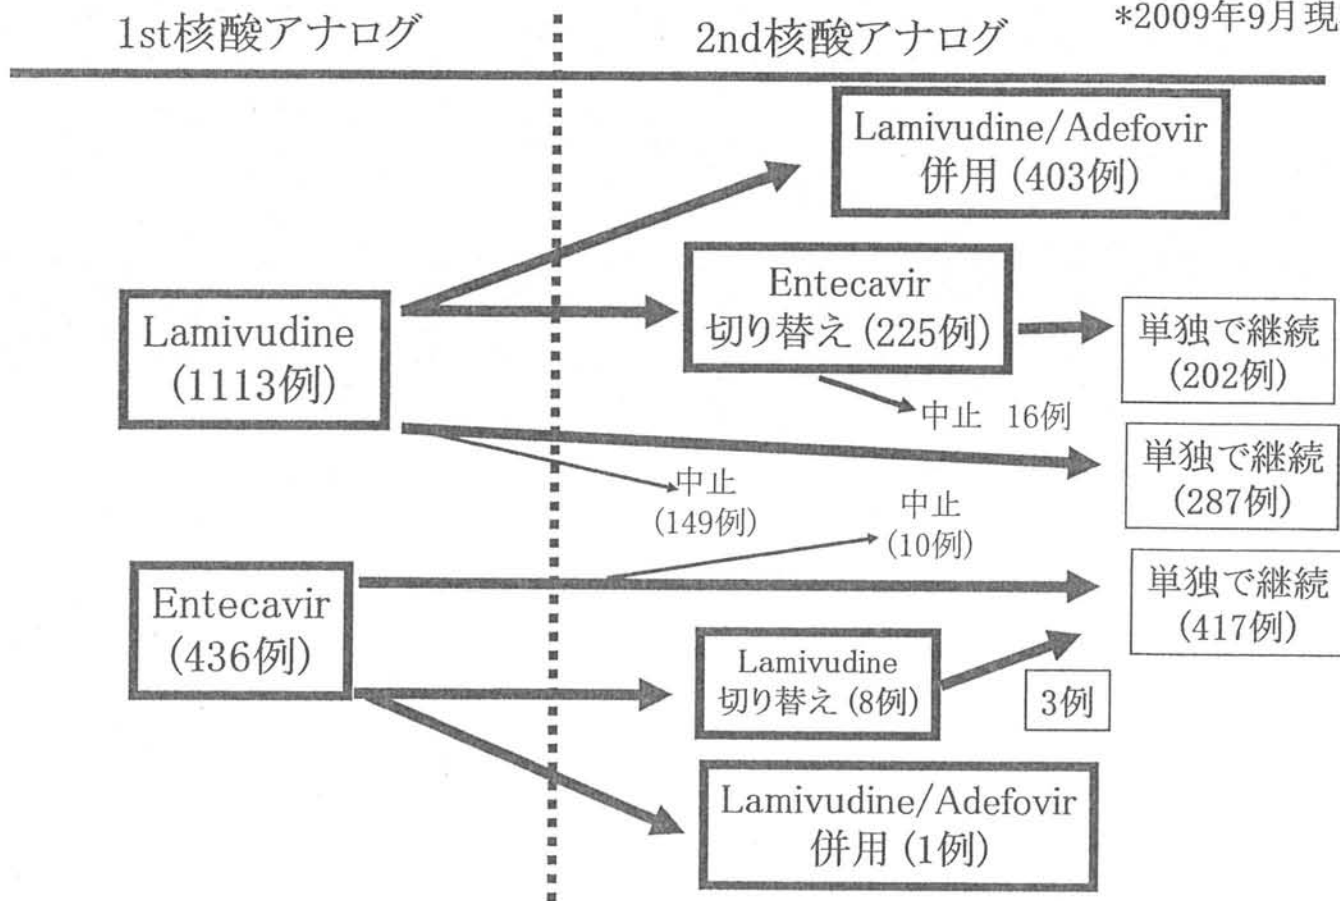 1st核酸アナログ
2nd核酸アナログ
*2009年9月現
Lamivudine/Adefovir
併用 (403例)
Lamivudine
(1113例)
Entecavir
切り替え (225例)
単独で継続
(202例)
中止 16例
単独で継続
(287例)
中止
(149例)
中止
(10例)
Entecavir
(436例)
単独で継続
(417例)
Lamivudine
切り替え (8例)
3例
Lamivudine/Adefovir
併用 (1例)